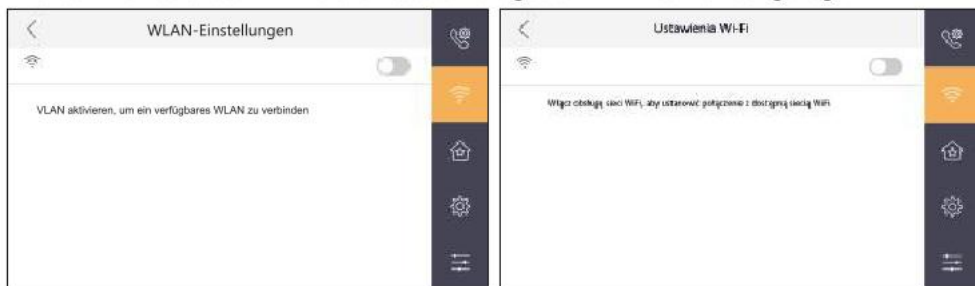 WLAN-Einstellungen
VLAN aktivieren, um ein verfügbares WLAN zu verbinden
Ustawienia Wi-Fi
Włącz obsługę sieci WiFi, aby ustanowić połączenie z dostępną siecią WiFi